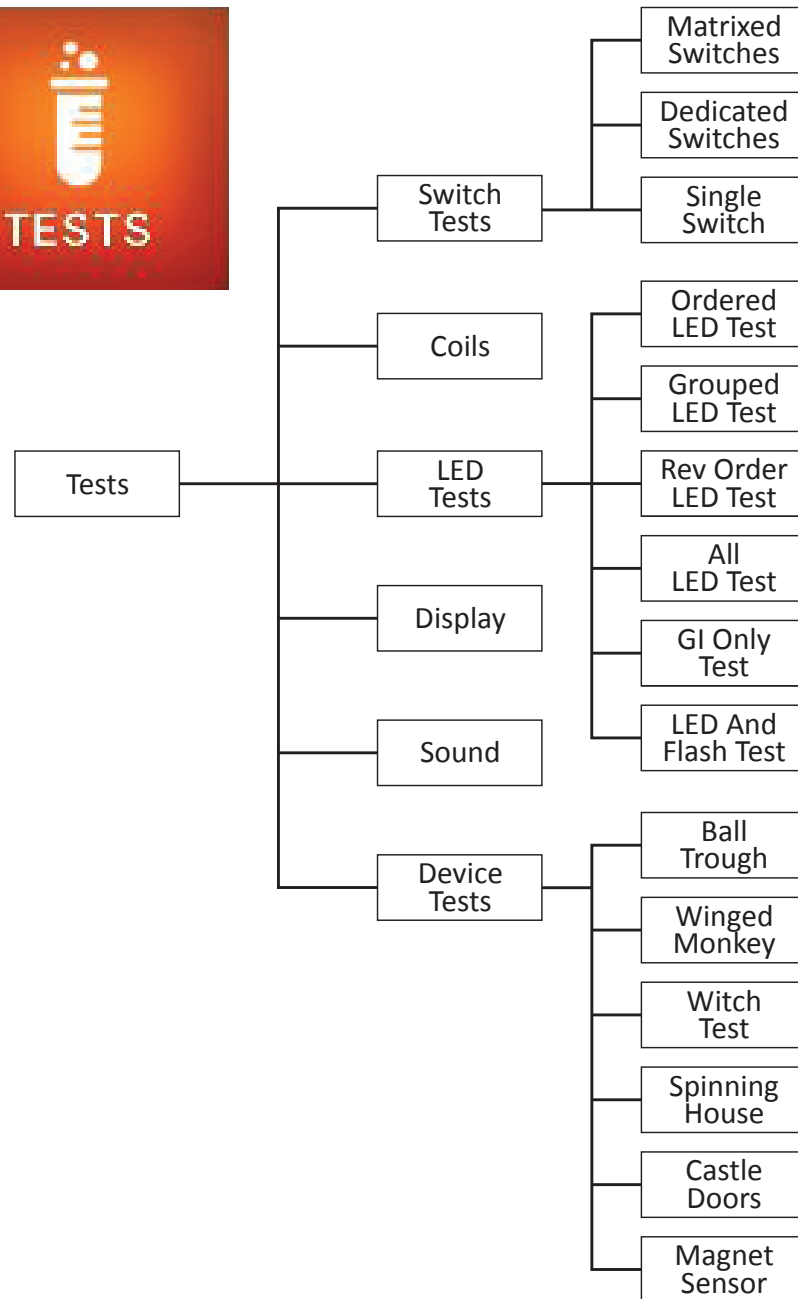 TESTS
Tests
Switch
Tests
Matrixed
Switches
Dedicated
Switches
Single
Switch
Coils
LED
Tests
Ordered
LED Test
Grouped
LED Test
Rev Order
LED Test
All
LED Test
GI Only
Test
LED And
Flash Test
Display
Sound
Device
Tests
Ball
Trough
Winged
Monkey
Witch
Test
Spinning
House
Castle
Doors
Magnet
Sensor